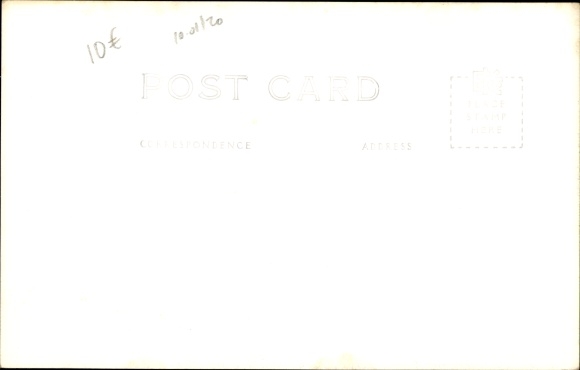 10€
10.01/20
POST CARD
CORRESPONDENCE
ADDRESS
PLACE
STAMP
HERE